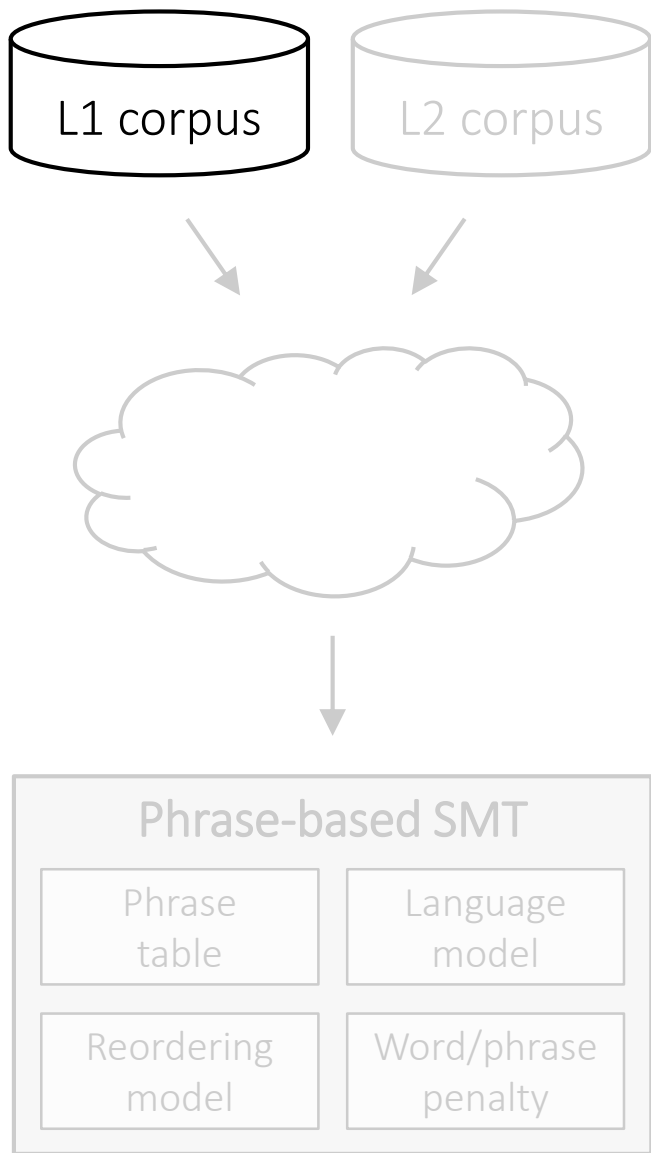 L1 corpus
L2 corpus
Phrase-based SMT
Phrase
table
Language
model
Reordering
model
Word/phrase
penalty